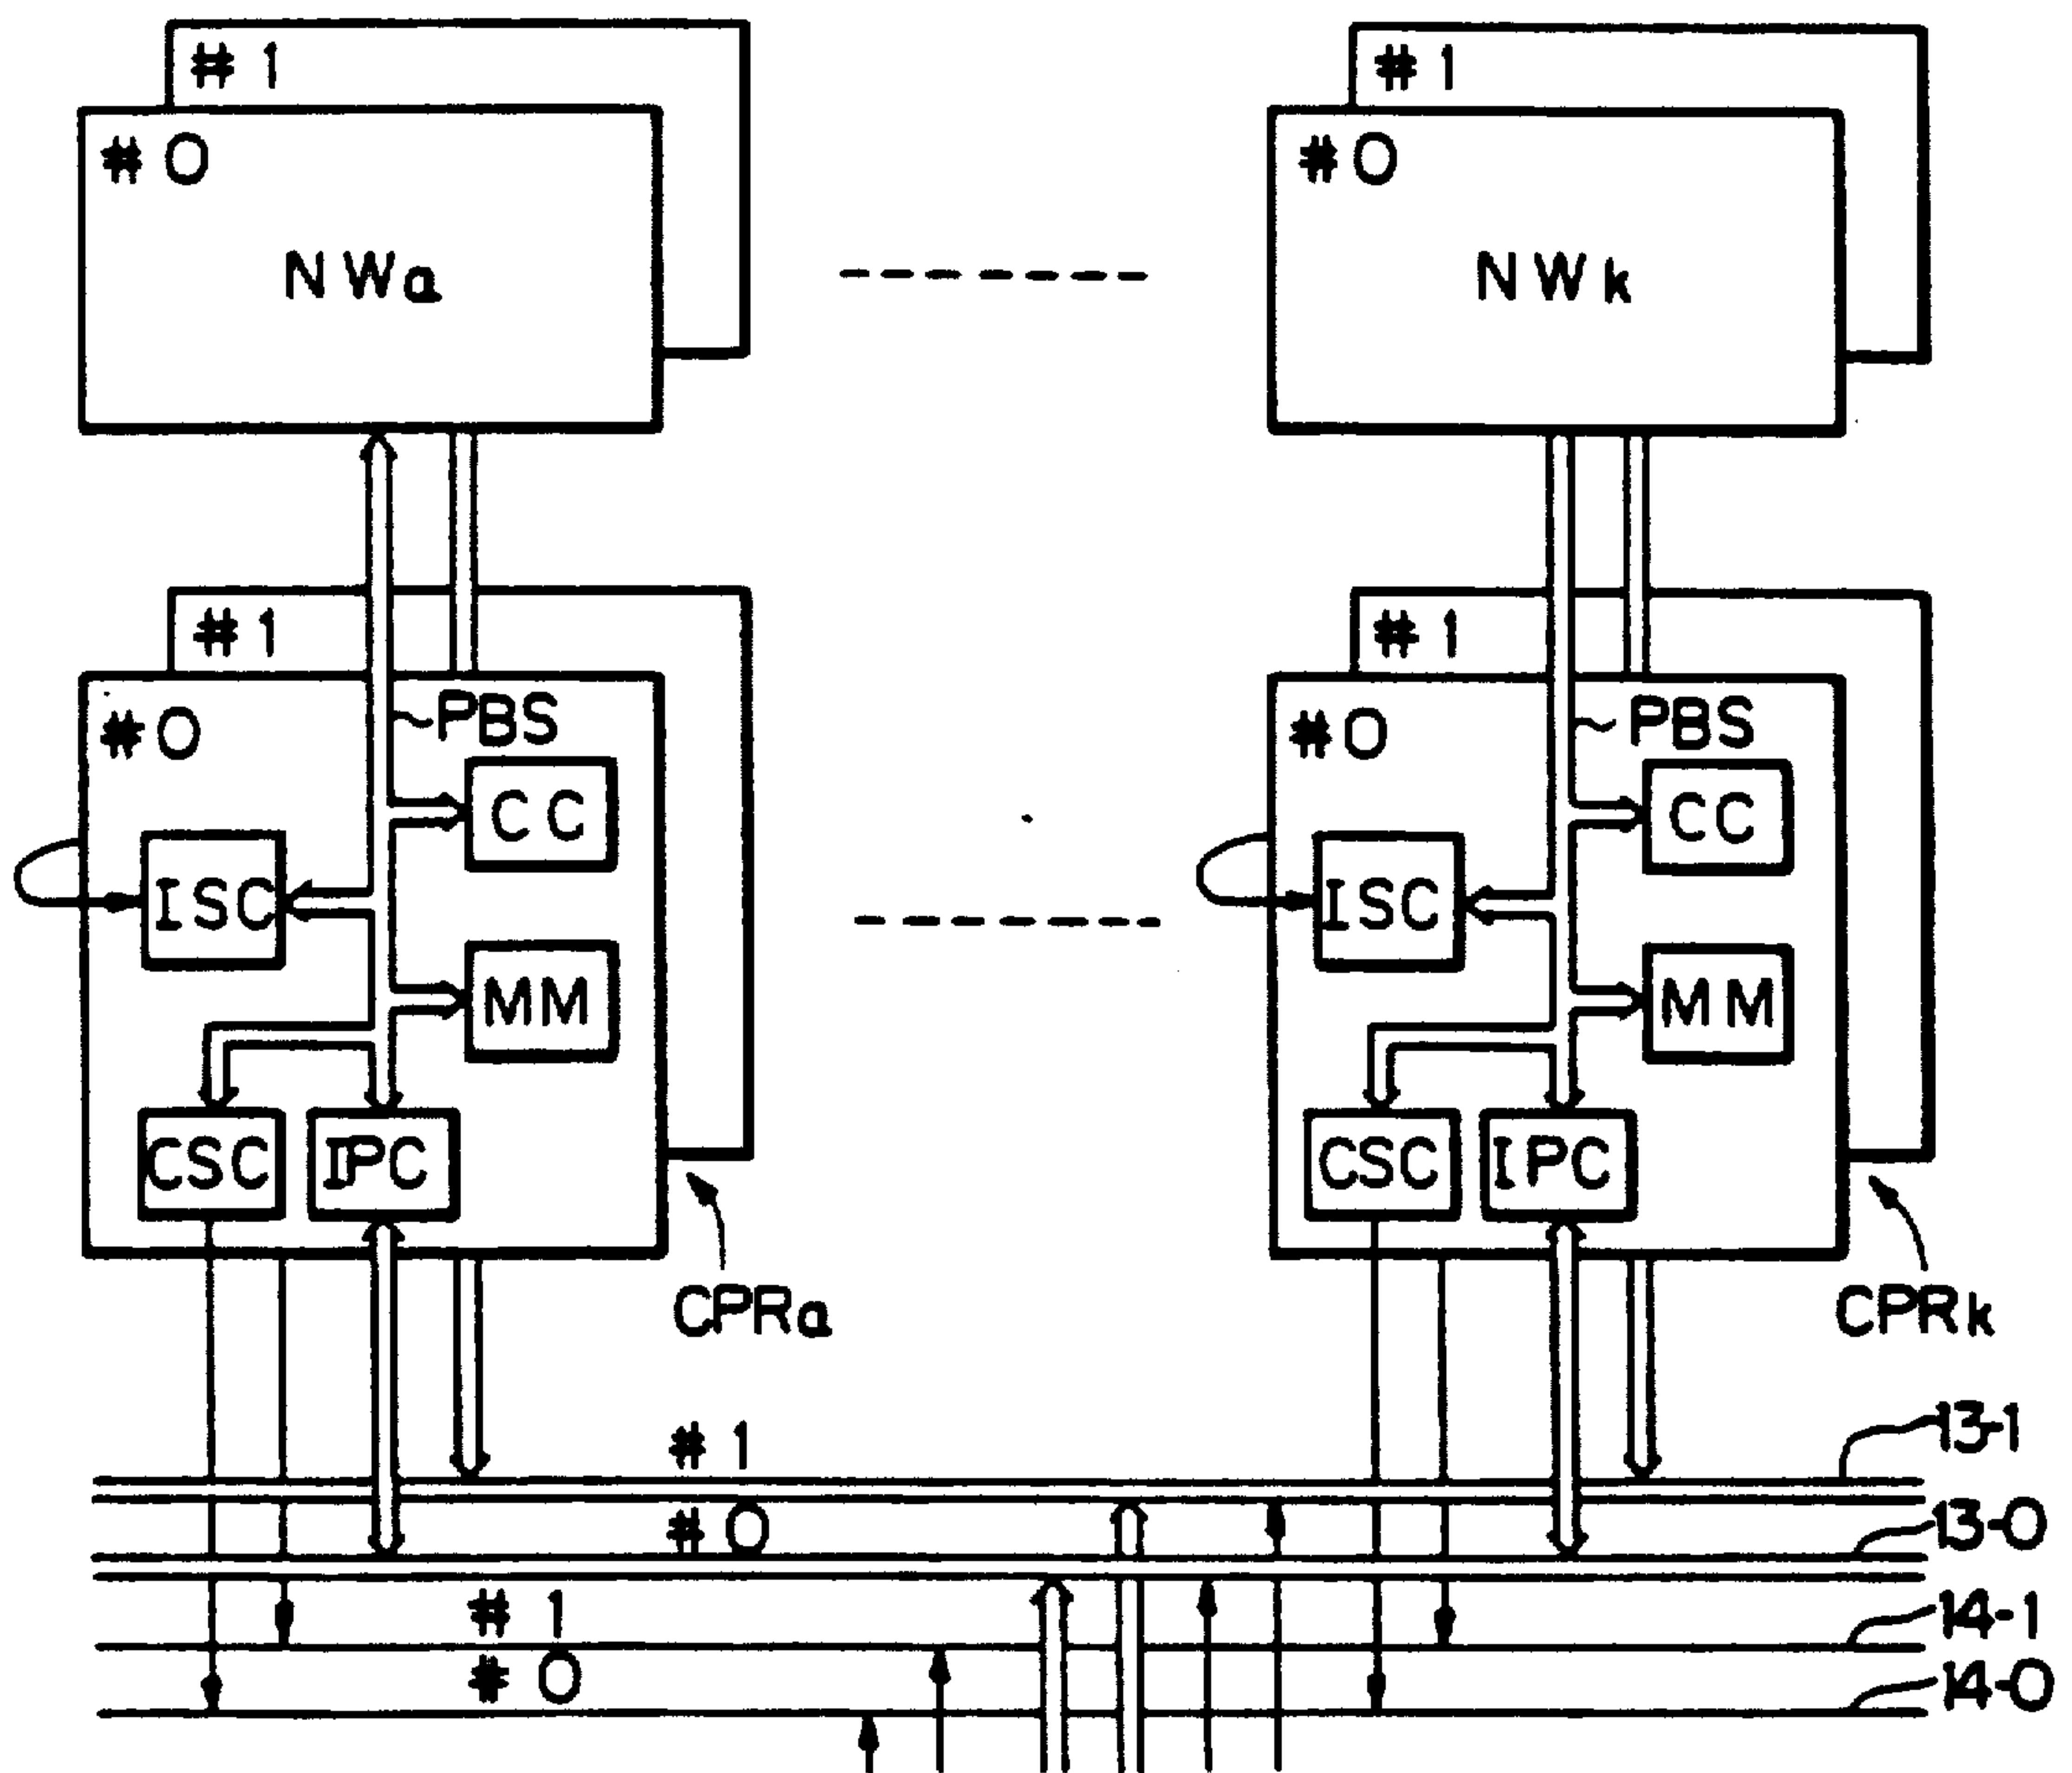 #1
#0
NWa
#1
#0
NWk
#1
#0
PBS
CC
ISC
MM
CSC
IPC
CPRa
#1
#0
PBS
CC
ISC
MM
CSC
IPC
CPRk
#1
13-1
#0
13-0
#1
14-1
#0
14-0